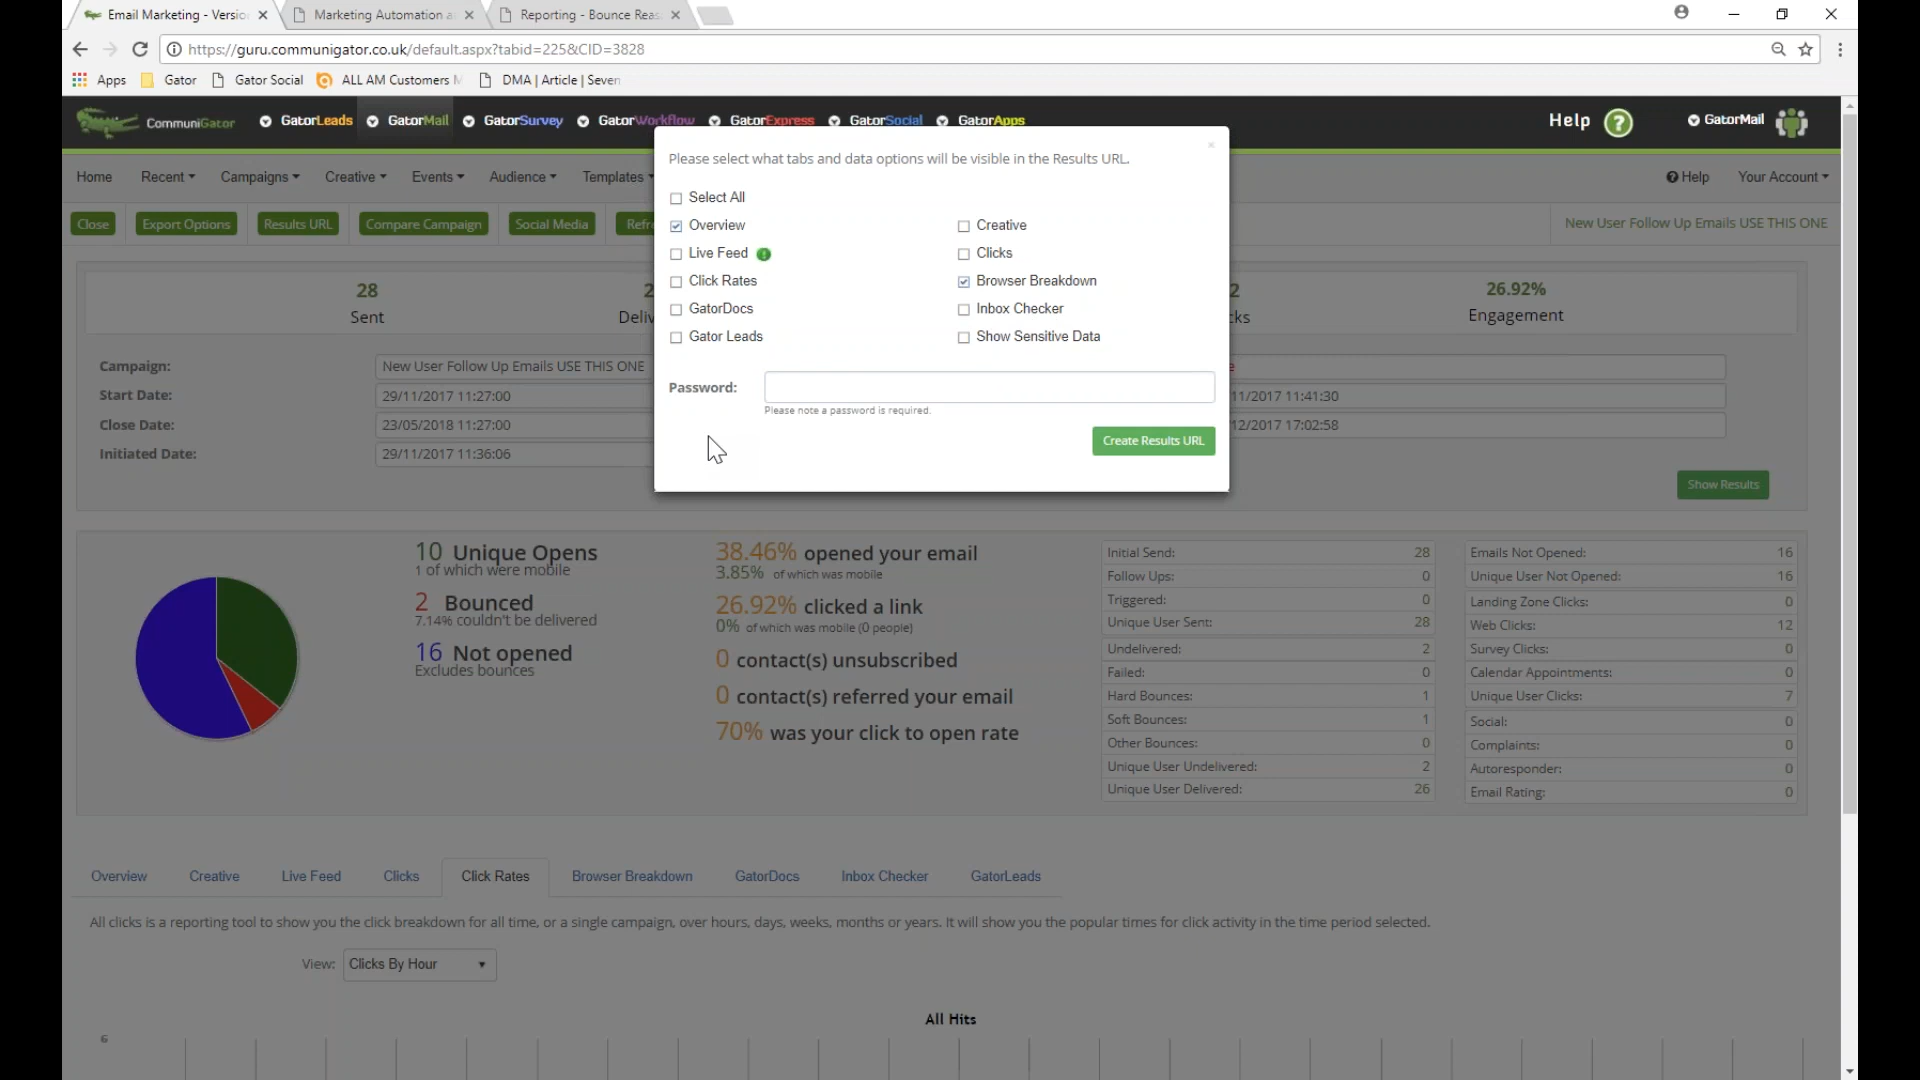 Email Marketing - Versio
Marketing Automation a
Reporting - Bounce Reas
https://guru.communigator.co.uk/default.aspx?tabid=225&CID=3828
Apps
Gator
Gator Social
ALL AM Customers M
DMA | Article | Seven
CommuniGator
GatorLeads
GatorMail
GatorSurvey
GatorWorkflow
GatorExpress
GatorSocial
GatorApps
Help
GatorMail
Home
Recent
Campaigns
Creative
Events
Audience
Templates
Help
Your Account
Close
Export Options
Results URL
Compare Campaign
Social Media
Refr
New User Follow Up Emails USE THIS ONE
Please select what tabs and data options will be visible in the Results URL.
Select All
Overview
Creative
Live Feed
Clicks
Click Rates
Browser Breakdown
GatorDocs
Inbox Checker
Gator Leads
Show Sensitive Data
Password:
Please note a password is required.
Create Results URL
28
Sent
2
Deliv
2
ks
26.92%
Engagement
Campaign:
New User Follow Up Emails USE THIS ONE
e
Start Date:
29/11/2017 11:27:00
11/2017 11:41:30
Close Date:
23/05/2018 11:27:00
12/2017 17:02:58
Initiated Date:
29/11/2017 11:36:06
Show Results
10 Unique Opens
1 of which were mobile
2 Bounced
7.14% couldn't be delivered
16 Not opened
Excludes bounces
38.46% opened your email
3.85% of which was mobile
26.92% clicked a link
0% of which was mobile (0 people)
0 contact(s) unsubscribed
0 contact(s) referred your email
70% was your click to open rate
Initial Send: 28
Follow Ups: 0
Triggered: 0
Unique User Sent: 28
Undelivered: 2
Failed: 0
Hard Bounces: 1
Soft Bounces: 1
Other Bounces: 0
Unique User Undelivered: 2
Unique User Delivered: 26
Emails Not Opened: 16
Unique User Not Opened: 16
Landing Zone Clicks: 0
Web Clicks: 12
Survey Clicks: 0
Calendar Appointments: 0
Unique User Clicks: 7
Social: 0
Complaints: 0
Autoresponder: 0
Email Rating: 0
Overview
Creative
Live Feed
Clicks
Click Rates
Browser Breakdown
GatorDocs
Inbox Checker
GatorLeads
All clicks is a reporting tool to show you the click breakdown for all time, or a single campaign, over hours, days, weeks, months or years. It will show you the popular times for click activity in the time period selected.
View: Clicks By Hour
All Hits
6